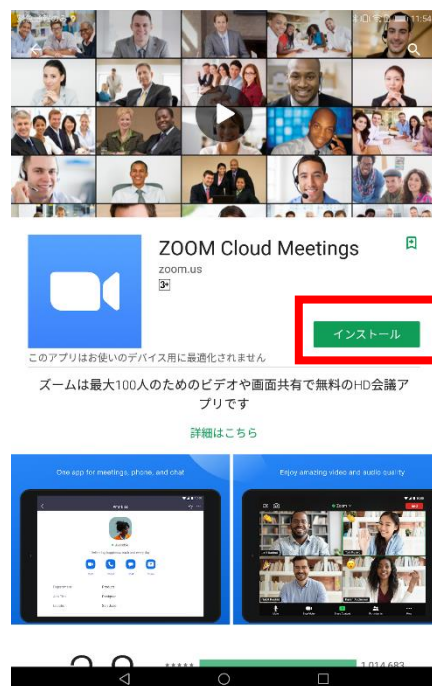 11:54
ZOOM Cloud Meetings
zoom.us
3+
インストール
このアプリはお使いのデバイス用に最適化されません
ズームは最大100人のためのビデオや画面共有で無料のHD会議ア
プリです
詳細はこちら
One app for meetings, phone, and chat
Enjoy amazing video and audio quality
Zoom
1,014,683